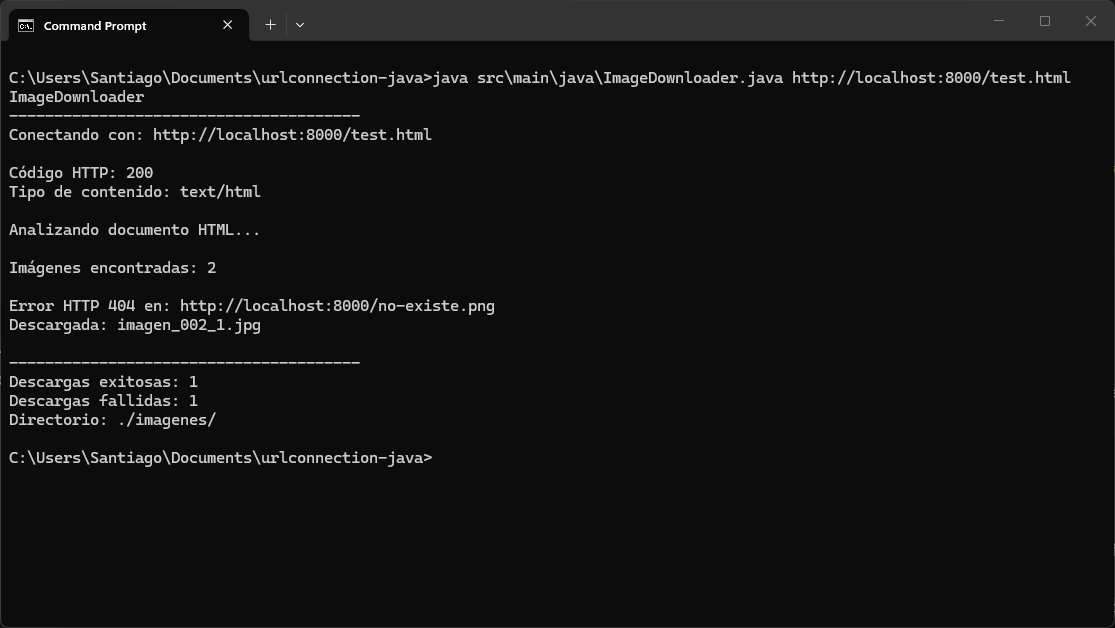 Command Prompt
C:\Users\Santiago\Documents\urlconnection-java>java src\main\java\ImageDownloader.java http://localhost:8000/test.html
ImageDownloader
---------------------------------------
Conectando con: http://localhost:8000/test.html
Código HTTP: 200
Tipo de contenido: text/html
Analizando documento HTML...
Imágenes encontradas: 2
Error HTTP 404 en: http://localhost:8000/no-existe.png
Descargada: imagen_002_1.jpg
---------------------------------------
Descargas exitosas: 1
Descargas fallidas: 1
Directorio: ./imagenes/
C:\Users\Santiago\Documents\urlconnection-java>